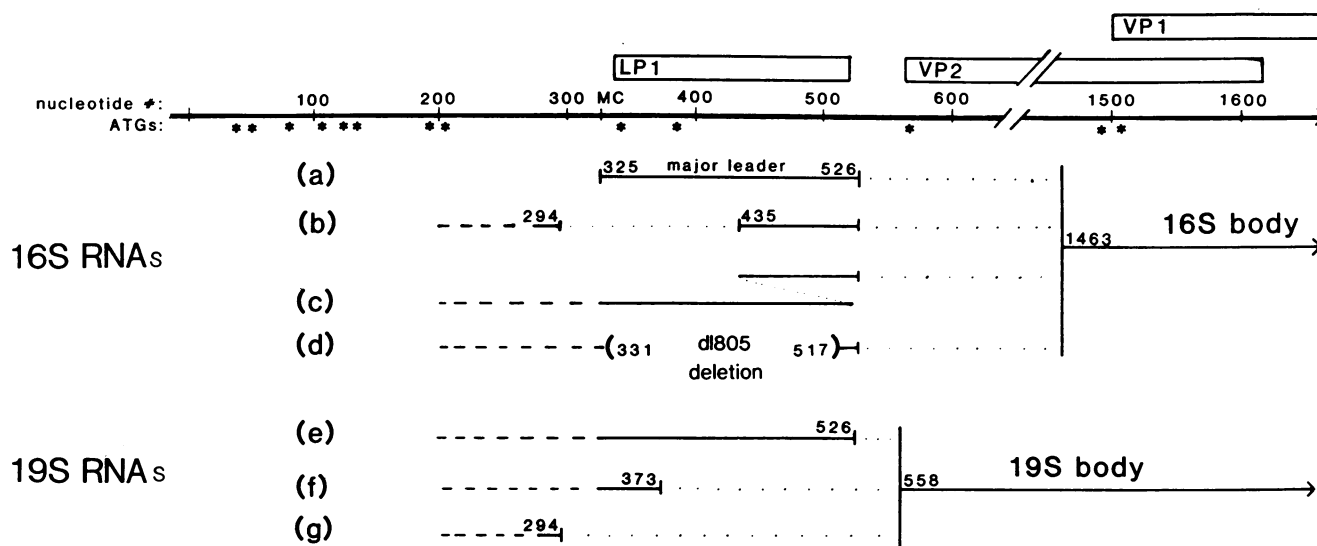 VP1
LP1 VP2
nucleotide #: 100 200 300 MC 400 500 600 1500 1600
ATGs: * * * * * * * * * * * * *
(a) 325 major leader 526
(b) 294 435 16S body
16S RNAs 1463
(c)
(d) (331 dl805 517)
deletion
(e) 526
19S RNAs 19S body
(f) 373 558
(g) 294